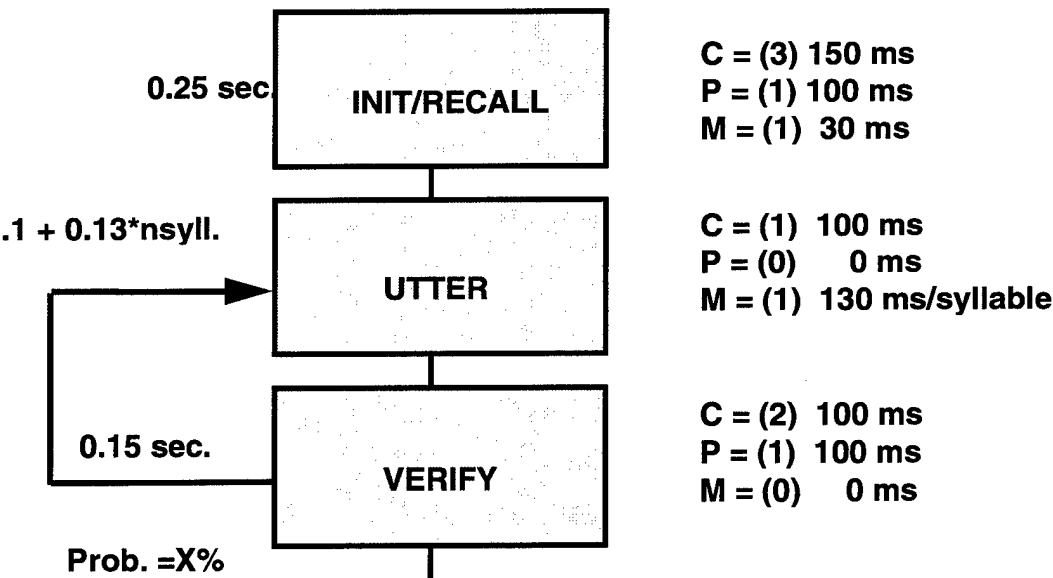 0.25 sec.
INIT/RECALL
C = (3) 150 ms
P = (1) 100 ms
M = (1) 30 ms
.1 + 0.13*nsyll.
UTTER
C = (1) 100 ms
P = (0) 0 ms
M = (1) 130 ms/syllable
0.15 sec.
VERIFY
C = (2) 100 ms
P = (1) 100 ms
M = (0) 0 ms
Prob. =X%